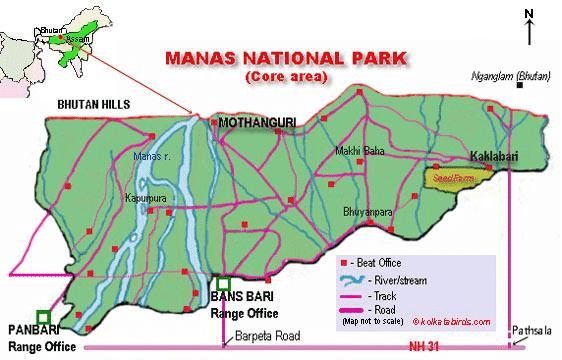 Bhutan
Assam
N
MANAS NATIONAL PARK
(Core area)
Nganglam (Bhutan)
BHUTAN HILLS
MOTHANGURI
Manas r.
Makhi Baha
Kaklabari
SeedFarm
Kapurpura
Bhuyanpara
- Beat Office
- River/stream
- Track
- Road
(Map not to scale)
© kolkatabirds.com
BANS BARI
Range Office
PANBARI
Range Office
Barpeta Road
Pathsala
NH 31